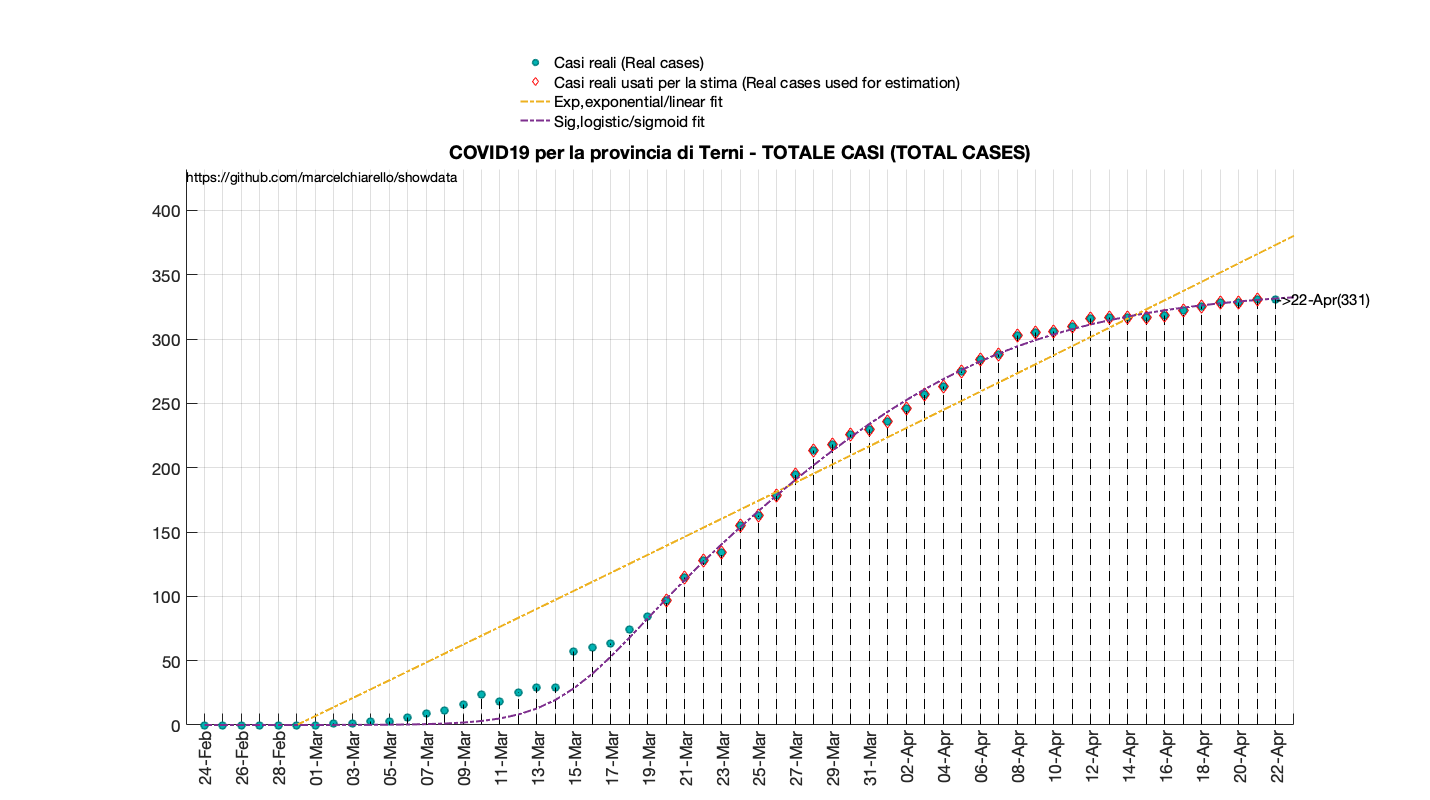 Casi reali (Real cases)
Casi reali usati per la stima (Real cases used for estimation)
Exp,exponential/linear fit
Sig,logistic/sigmoid fit
COVID19 per la provincia di Terni - TOTALE CASI (TOTAL CASES)
https://github.com/marcelchiarello/showdata
400
350
300
250
200
150
100
50
0
->22-Apr(331)
24-Feb
26-Feb
28-Feb
01-Mar
03-Mar
05-Mar
07-Mar
09-Mar
11-Mar
13-Mar
15-Mar
17-Mar
19-Mar
21-Mar
23-Mar
25-Mar
27-Mar
29-Mar
31-Mar
02-Apr
04-Apr
06-Apr
08-Apr
10-Apr
12-Apr
14-Apr
16-Apr
18-Apr
20-Apr
22-Apr